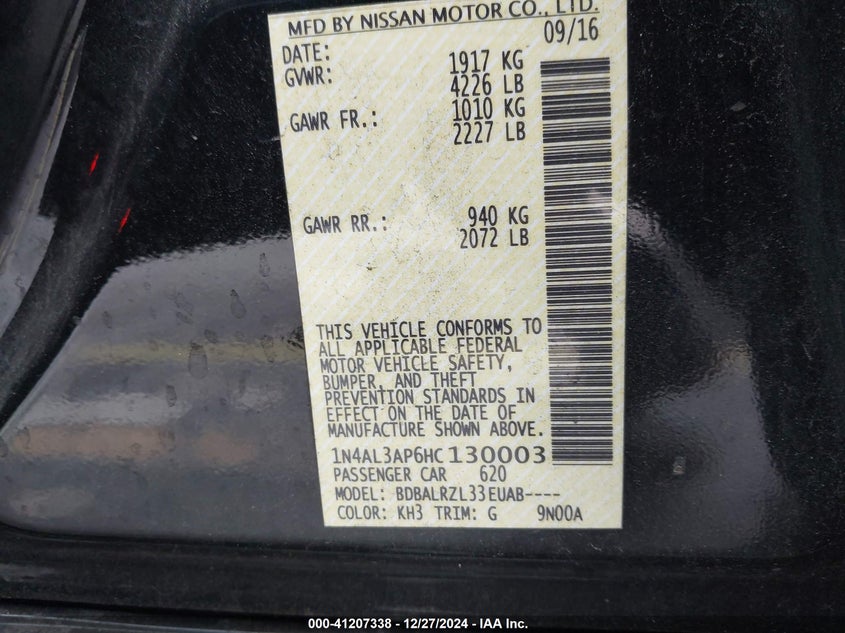 MFD BY NISSAN MOTOR CO., LTD.
DATE: 09/16
GVWR: 1917 KG
4226 LB
GAWR FR.: 1010 KG
2227 LB
GAWR RR.: 940 KG
2072 LB
THIS VEHICLE CONFORMS TO
ALL APPLICABLE FEDERAL
MOTOR VEHICLE SAFETY,
BUMPER, AND THEFT
PREVENTION STANDARDS IN
EFFECT ON THE DATE OF
MANUFACTURE SHOWN ABOVE.
1N4AL3AP6HC130003
PASSENGER CAR 620
MODEL: BDBALRZL33EUAB----
COLOR: KH3 TRIM: G 9N00A
000-41207338 - 12/27/2024 - IAA Inc.